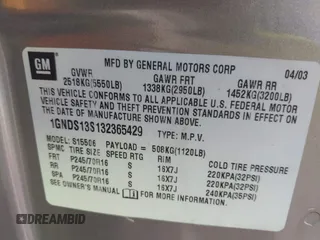 GM
MFD BY GENERAL MOTORS CORP 04/03
GVWR GAWR FRT GAWR RR
2518KG(5550LB) 1338KG(2950LB) 1452KG(3200LB)
THIS VEHICLE CONFORMS TO ALL APPLICABLE U.S. FEDERAL MOTOR
VEHICLE SAFETY AND THEFT PREVENTION STANDARDS IN EFFECT ON
THE DATE OF MANUFACTURE SHOWN ABOVE.
1GNDS13S132365429 TYPE: M.P.V.
MODEL: S15506 PAYLOAD = 508KG(1120LB)
SPMC TIRE SIZE SPEED RTG RIM COLD TIRE PRESSURE
FRT P245/70R16 S 16X7J 220KPA(32PSI)
RR P245/70R16 S 16X7J 220KPA(32PSI)
SPA P245/70R16 S 16X7J 240KPA(35PSI)
SEE OWNER'S MANUAL FOR MORE INFORMATION
DREAMBID